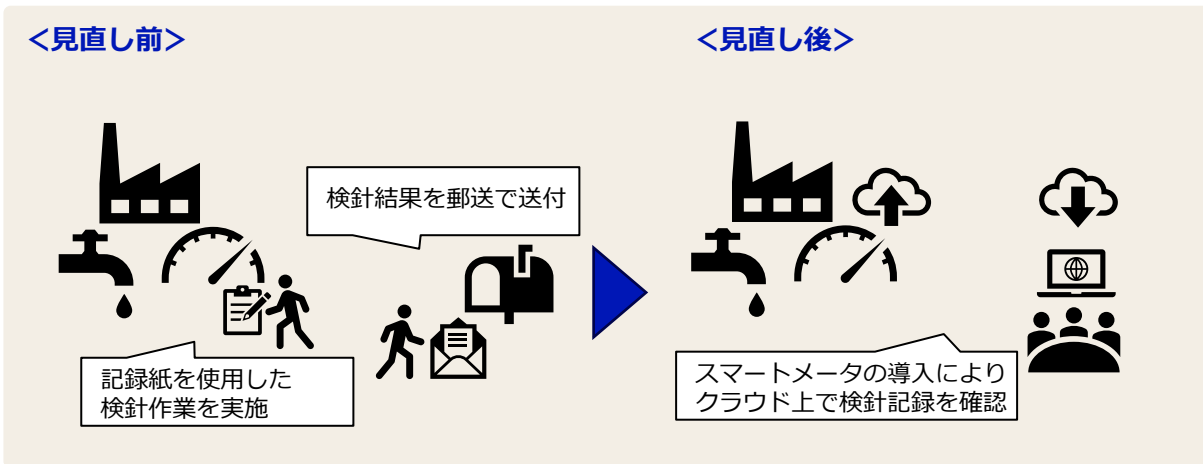 ＜見直し前＞
検針結果を郵送で送付
記録紙を使用した
検針作業を実施
＜見直し後＞
スマートメータの導入により
クラウド上で検針記録を確認